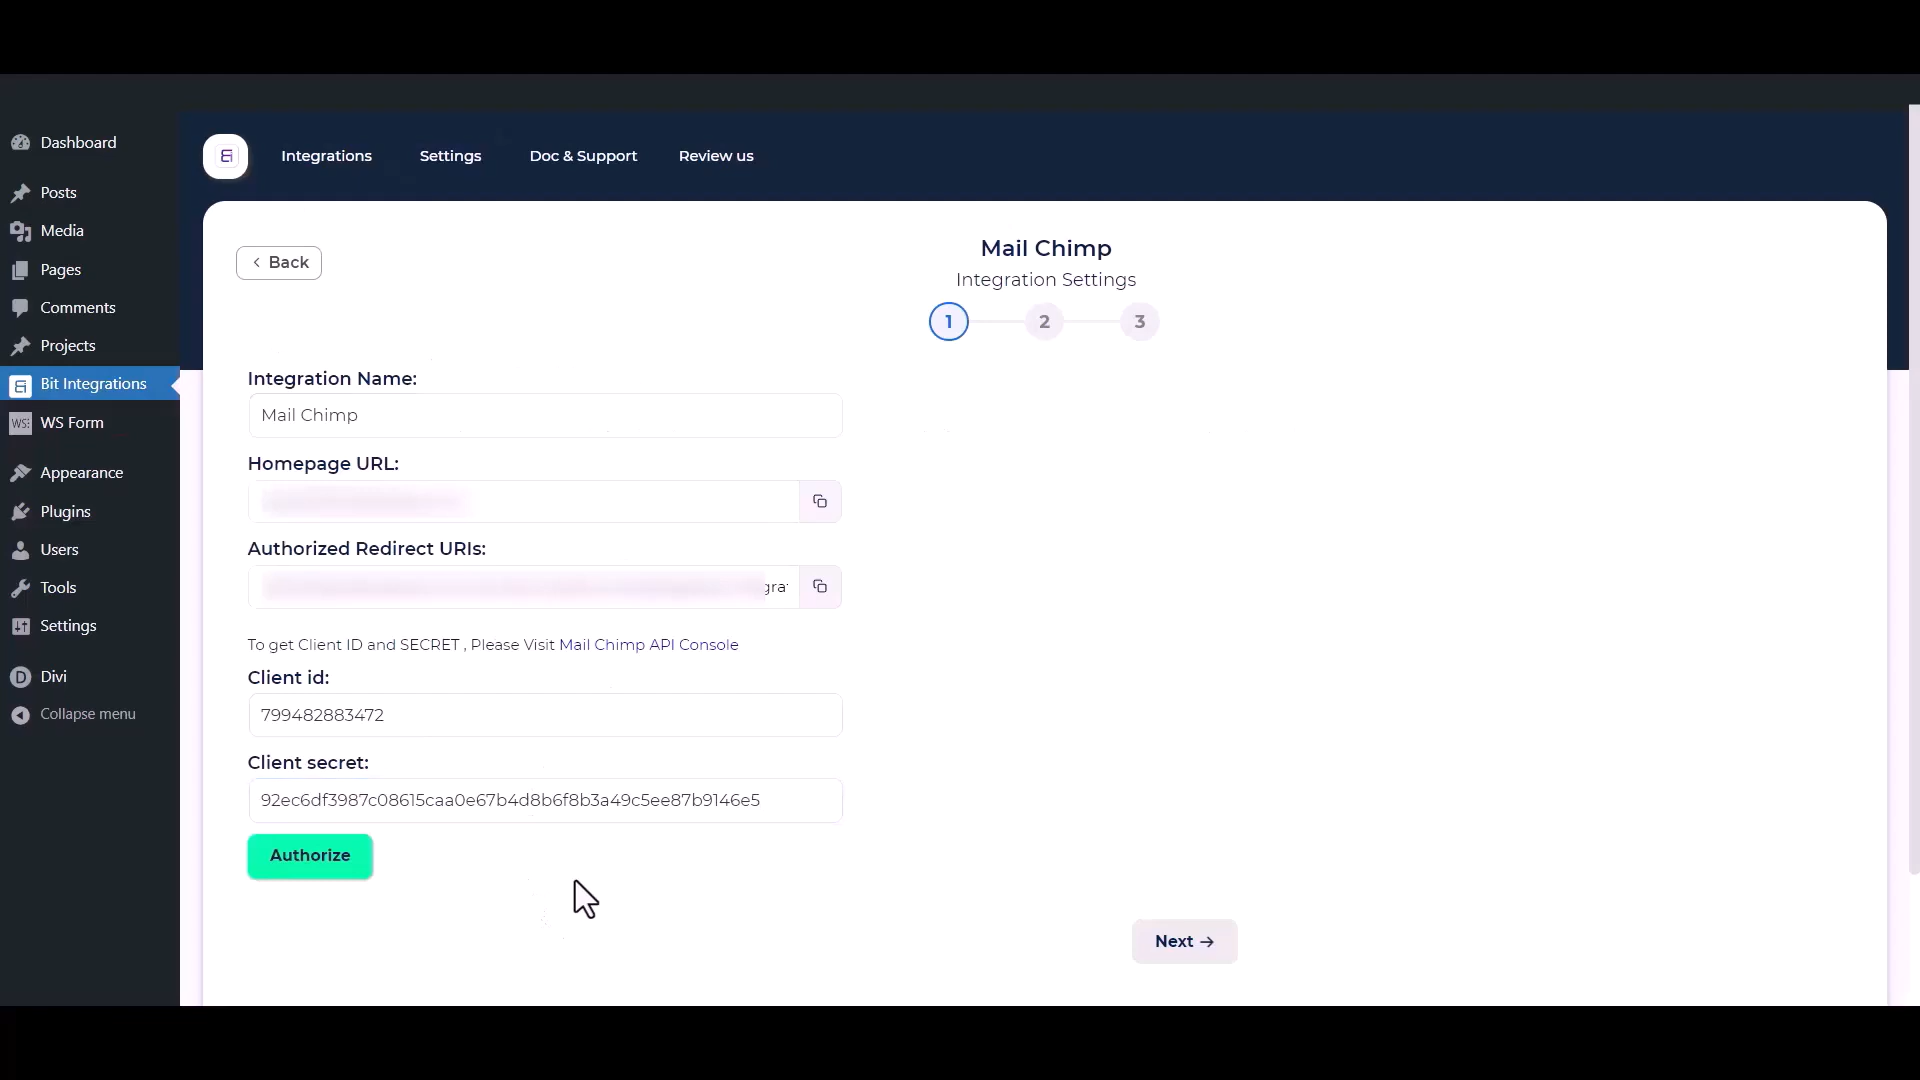 Dashboard
Posts
Media
Pages
Comments
Projects
Bit Integrations
WS Form
Appearance
Plugins
Users
Tools
Settings
Divi
Collapse menu
Integrations
Settings
Doc & Support
Review us
Back
Mail Chimp
Integration Settings
1
2
3
Integration Name:
Mail Chimp
Homepage URL:
Authorized Redirect URIs:
To get Client ID and SECRET , Please Visit Mail Chimp API Console
Client id:
799482883472
Client secret:
92ec6df3987c08615caa0e67b4d8b6f8b3a49c5ee87b9146e5
Authorize
Next →